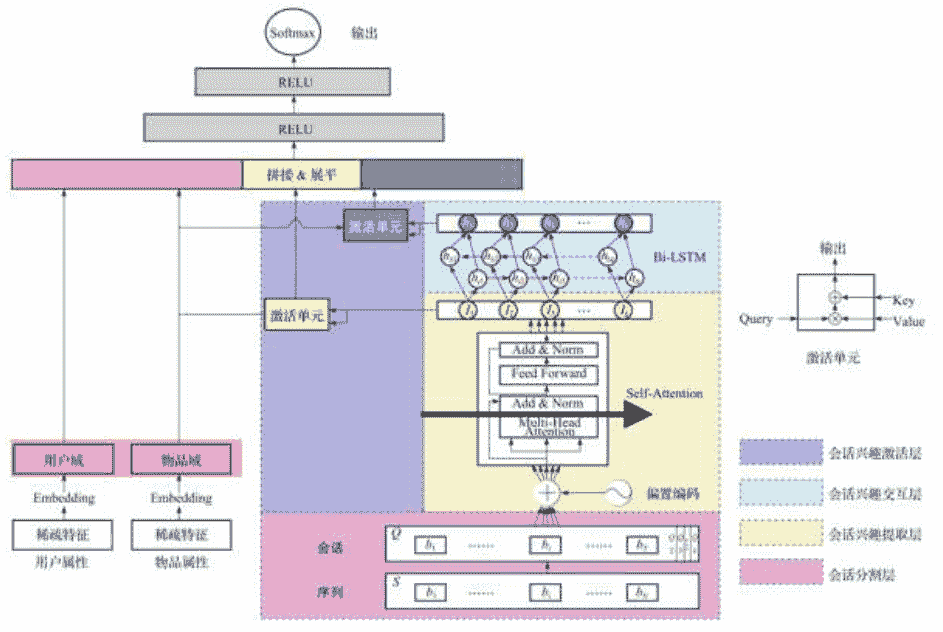 Softmax
输出
RELU
RELU
拼接 & 展平
激活单元
Bi-LSTM
激活单元
Add & Norm
Feed Forward
Add & Norm
Multi-Head
Attention
Self-Attention
偏置编码
用户域
物品域
Embedding
Embedding
稀疏特征
稀疏特征
用户属性
物品属性
会话
Q
......
......
序列
S
......
......
输出
Query
Key
Value
激活单元
会话兴趣激活层
会话兴趣交互层
会话兴趣提取层
会话分割层